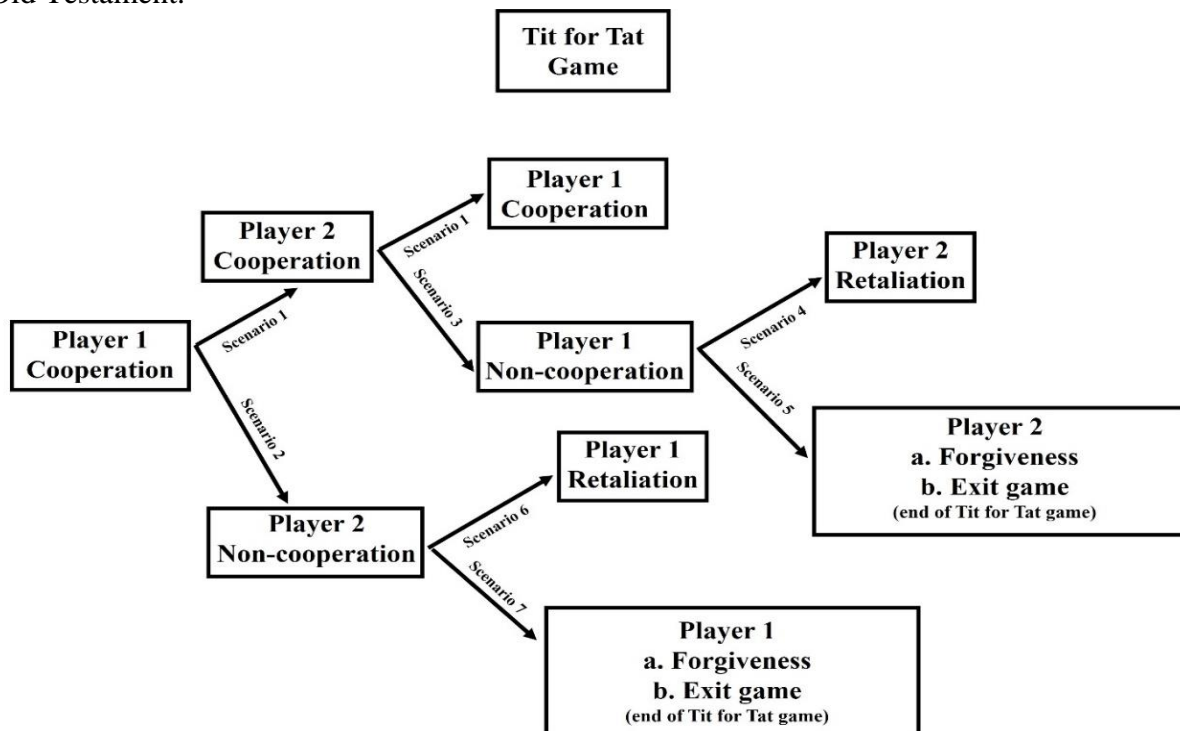 Old Testament.
Tit for Tat
Game
Player 1
Cooperation
Player 2
Cooperation
Scenario 1
Scenario 3
Player 2
Retaliation
Player 1
Cooperation
Scenario 1
Scenario 2
Player 1
Non-cooperation
Scenario 4
Scenario 5
Player 2
a. Forgiveness
b. Exit game
(end of Tit for Tat game)
Player 1
Retaliation
Player 2
Non-cooperation
Scenario 6
Scenario 7
Player 1
a. Forgiveness
b. Exit game
(end of Tit for Tat game)